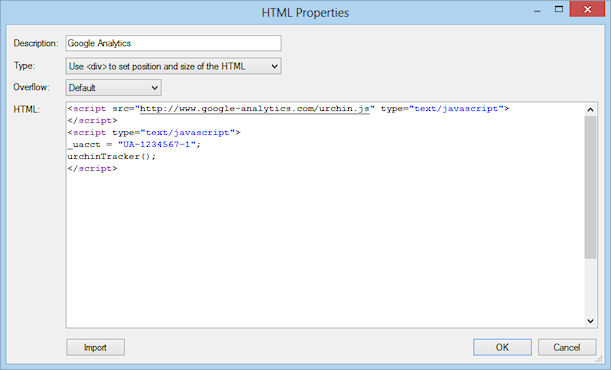 HTML Properties
Description: Google Analytics
Type: Use <div> to set position and size of the HTML
Overflow: Default
HTML: <script src="http://www.google-analytics.com/urchin.js" type="text/javascript">
</script>
<script type="text/javascript">
_uacct = "UA-1234567-1";
urchinTracker();
</script>
Import OK Cancel